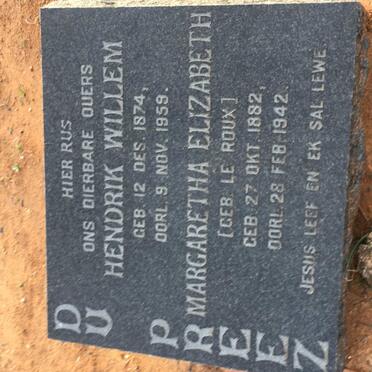 HIER RUS
ONS DIERBARE OUERS
HENDRIK WILLEM
GEB 12 DES. 1874,
OORL. 9 NOV. 1959.
MARGARETHA ELIZABETH
[GEB. LE ROUX]
GEB. 27 OKT. 1882,
OORL. 28 FEB. 1942.
JESUS LEEF EN EK SAL LEWE.
DU PREEZ